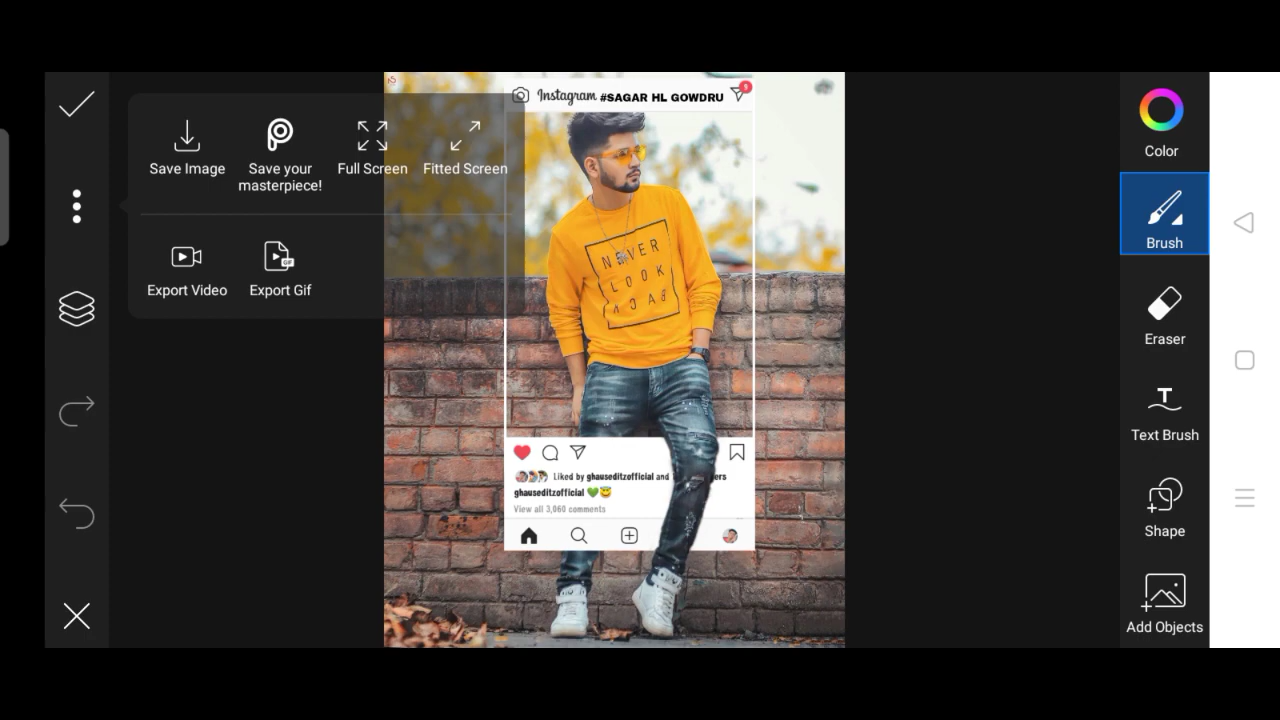 Save Image
Save your
masterpiece!
Full Screen
Fitted Screen
Export Video
GIF
Export Gif
Instagram #SAGAR HL GOWDRU
NEVER
LOOK
BACK
Liked by ghauseditzofficial and
ghauseditzofficial 💚😇
View all 3,060 comments
Color
Brush
Eraser
T
Text Brush
Shape
Add Objects